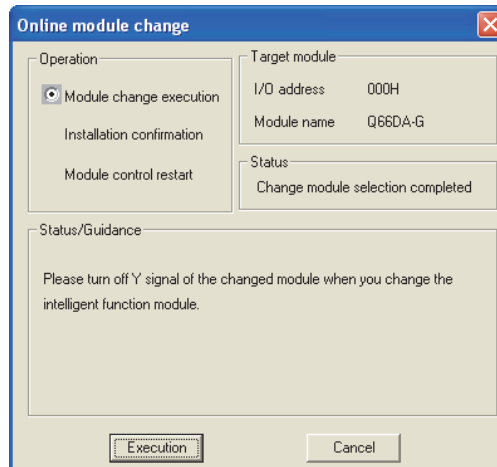 Online module change
Operation
Module change execution
Installation confirmation
Module control restart
Target module
I/O address 000H
Module name Q66DA-G
Status
Change module selection completed
Status/Guidance
Please turn off Y signal of the changed module when you change the
intelligent function module.
Execution
Cancel